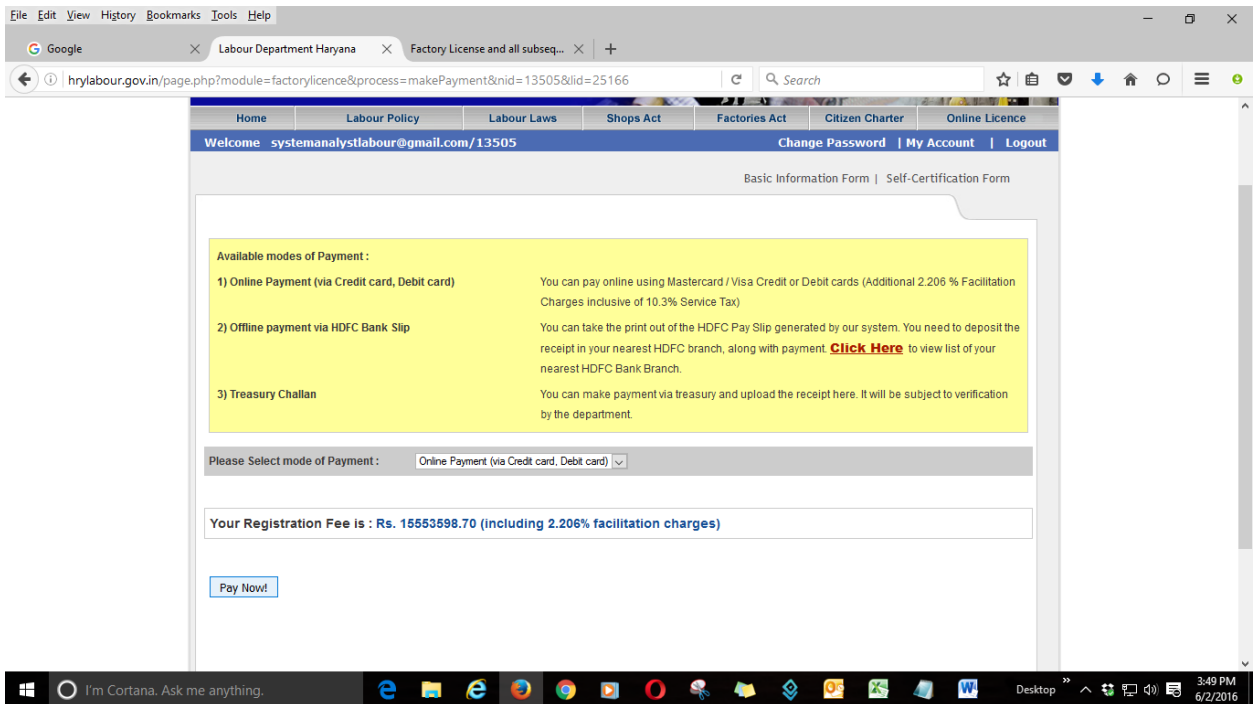 File Edit View History Bookmarks Tools Help
Google
Labour Department Haryana
Factory License and all subseq...
hrylabour.gov.in/page.php?module=factorylicence&process=makePayment&nid=13505&lid=25166
Search
Home Labour Policy Labour Laws Shops Act Factories Act Citizen Charter Online Licence
Welcome systemanalystlabour@gmail.com/13505 Change Password | My Account | Logout
Basic Information Form | Self-Certification Form
Available modes of Payment :
1) Online Payment (via Credit card, Debit card)
You can pay online using Mastercard / Visa Credit or Debit cards (Additional 2.206 % Facilitation
Charges inclusive of 10.3% Service Tax)
2) Offline payment via HDFC Bank Slip
You can take the print out of the HDFC Pay Slip generated by our system. You need to deposit the
receipt in your nearest HDFC branch, along with payment. Click Here to view list of your
nearest HDFC Bank Branch.
3) Treasury Challan
You can make payment via treasury and upload the receipt here. It will be subject to verification
by the department.
Please Select mode of Payment : Online Payment (via Credit card, Debit card)
Your Registration Fee is : Rs. 15553598.70 (including 2.206% facilitation charges)
Pay Now!
I'm Cortana. Ask me anything.
Desktop
3:49 PM
6/2/2016